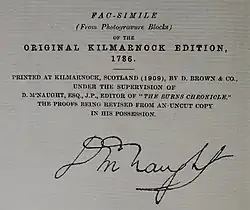 FAC-SIMILE
(From Photogravure Blocks)
OF THE
ORIGINAL KILMARNOCK EDITION,
1786.
PRINTED AT KILMARNOCK, SCOTLAND (1909), BY D. BROWN & CO.,
UNDER THE SUPERVISION OF
D. M'NAUGHT, ESQ., J.P., EDITOR OF "THE BURNS CHRONICLE,"
THE PROOFS BEING REVISED FROM AN UNCUT COPY
IN HIS POSSESSION.
D McNaught